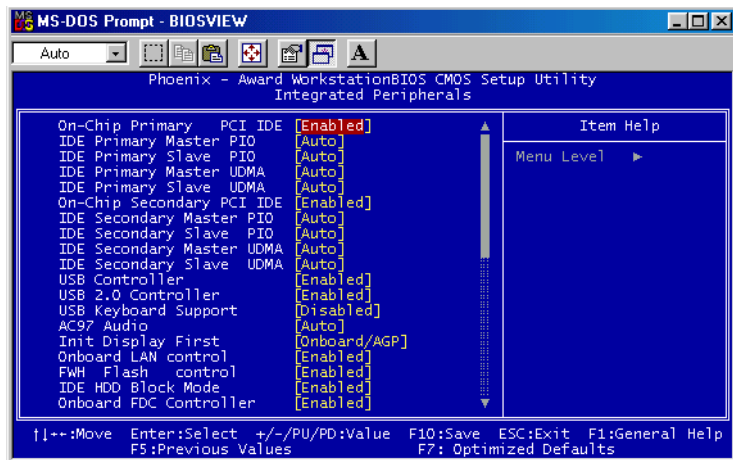 MS-DOS Prompt - BIOSVIEW
Auto
A
Phoenix - Award WorkstationBIOS CMOS Setup Utility
Integrated Peripherals
On-Chip Primary PCI IDE [Enabled]
IDE Primary Master PIO [Auto]
IDE Primary Slave PIO [Auto]
IDE Primary Master UDMA [Auto]
IDE Primary Slave UDMA [Auto]
On-Chip Secondary PCI IDE [Enabled]
IDE Secondary Master PIO [Auto]
IDE Secondary Slave PIO [Auto]
IDE Secondary Master UDMA [Auto]
IDE Secondary Slave UDMA [Auto]
USB Controller [Enabled]
USB 2.0 Controller [Enabled]
USB Keyboard Support [Disabled]
AC97 Audio [Auto]
Init Display First [Onboard/AGP]
Onboard LAN control [Enabled]
FWH Flash control [Enabled]
IDE HDD Block Mode [Enabled]
Onboard FDC Controller [Enabled]
Item Help
Menu Level ►
↑↓←→:Move Enter:Select +/-/PU/PD:Value F10:Save ESC:Exit F1:General Help
F5:Previous Values F7: Optimized Defaults